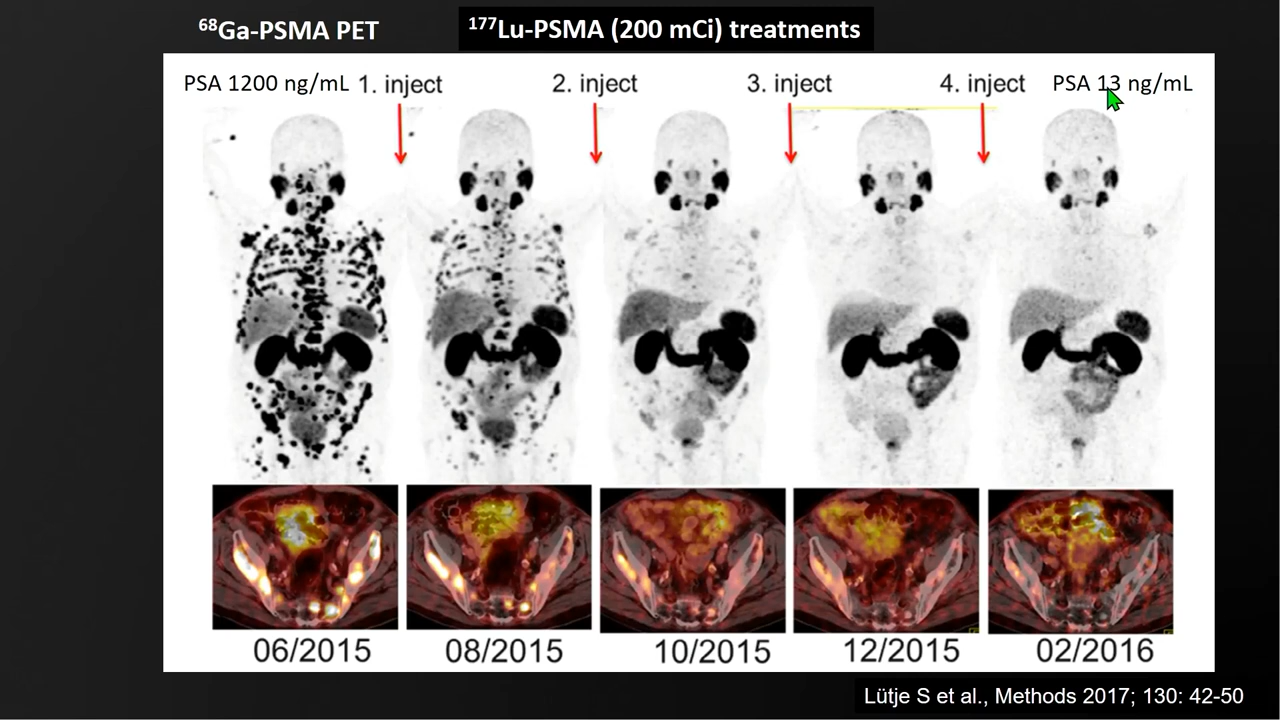 ⁶⁸Ga-PSMA PET
¹⁷⁷Lu-PSMA (200 mCi) treatments
PSA 1200 ng/mL 1. inject 2. inject 3. inject 4. inject PSA 13 ng/mL
06/2015 08/2015 10/2015 12/2015 02/2016
Lütje S et al., Methods 2017; 130: 42-50